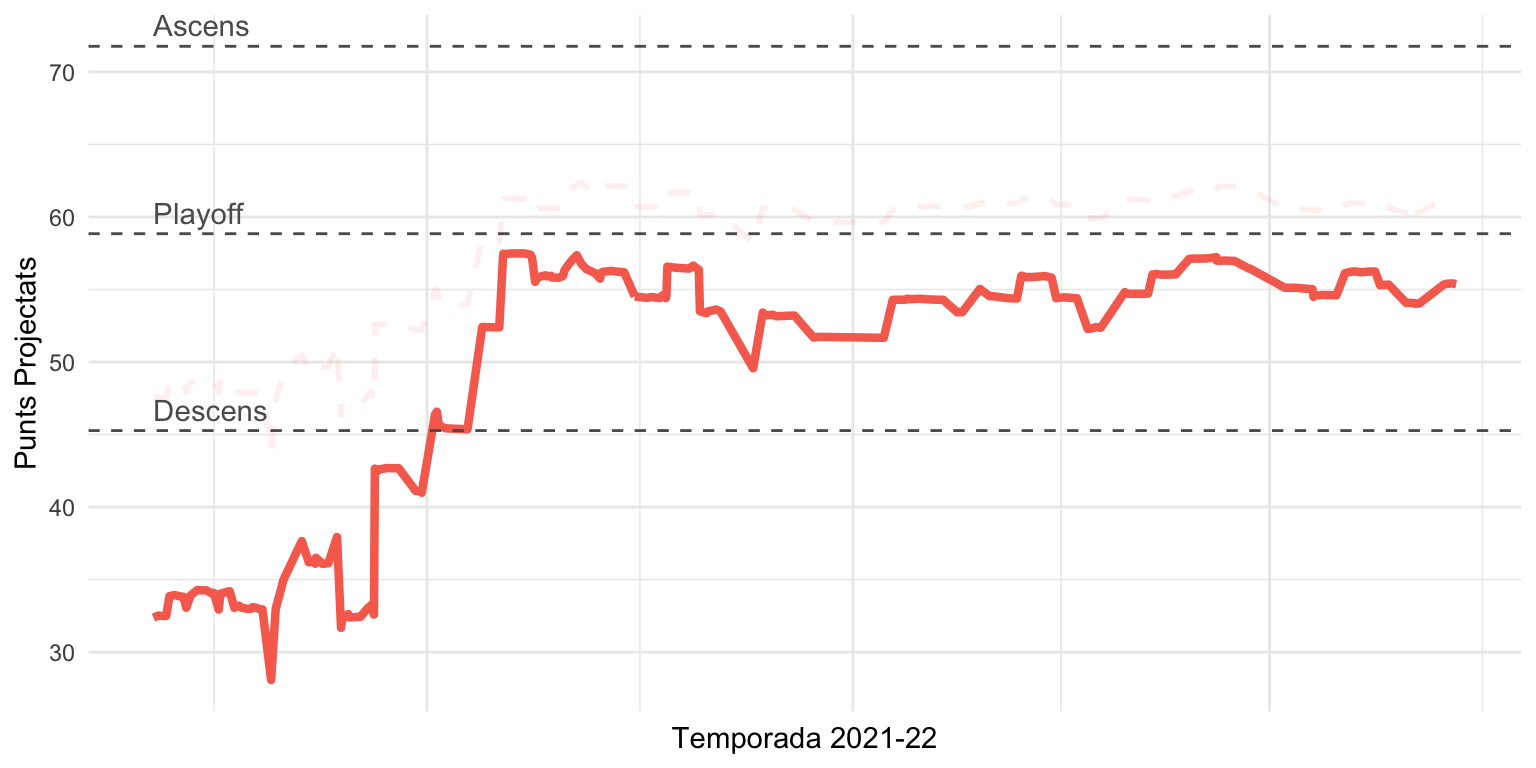 Ascens
70
Playoff
60
50
Descens
40
30
Punts Projectats
Temporada 2021-22